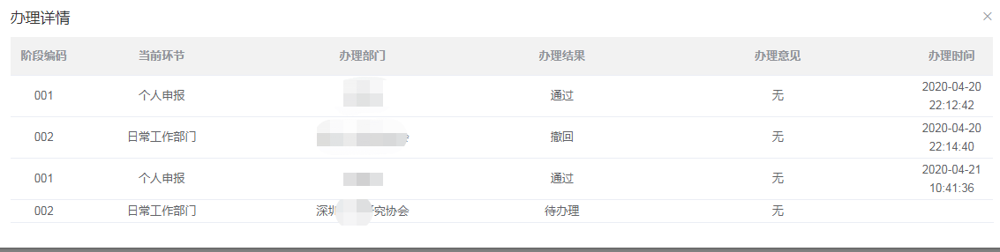 办理详情
阶段编码 当前环节 办理部门 办理结果 办理意见 办理时间
001 个人申报 通过 无 2020-04-20
22:12:42
002 日常工作部门 撤回 无 2020-04-20
22:14:40
001 个人申报 通过 无 2020-04-21
10:41:36
002 日常工作部门 深圳 究协会 待办理 无